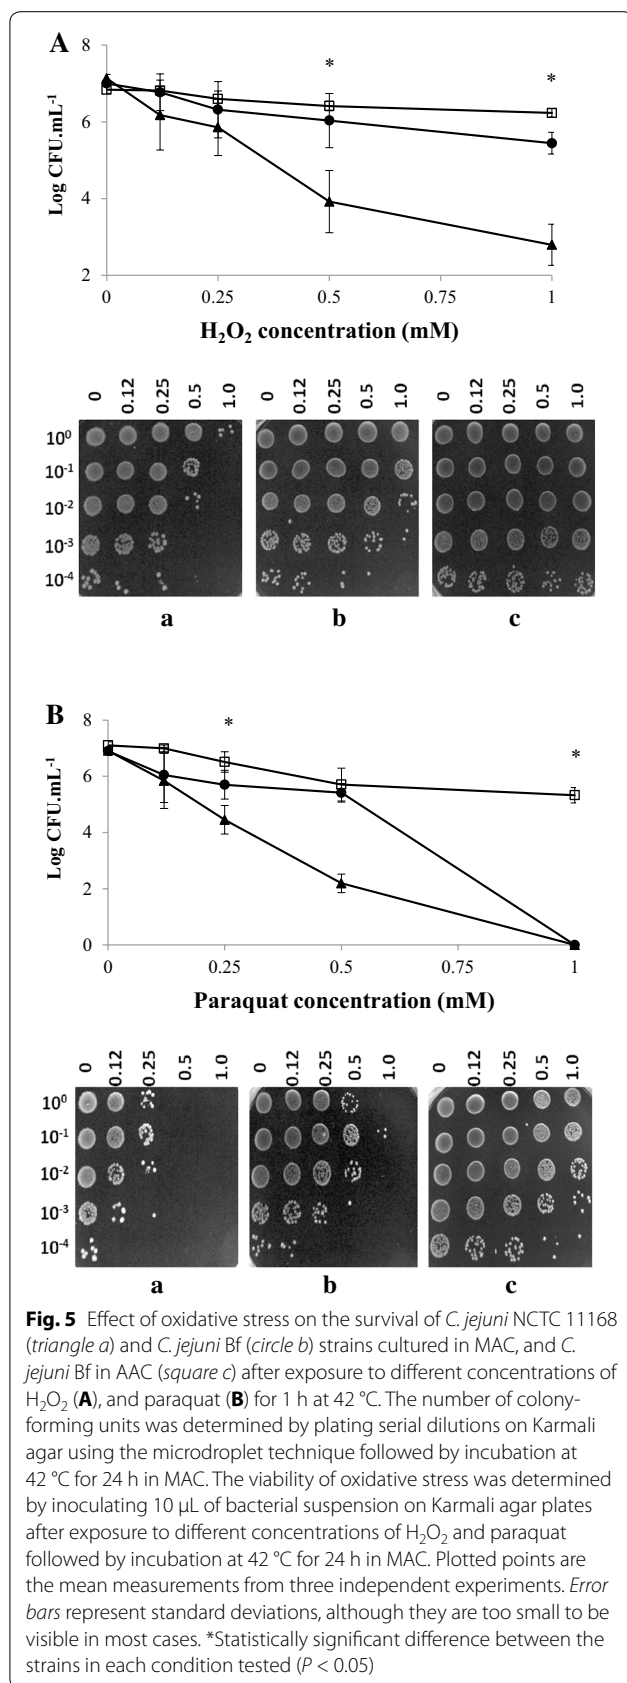 A
8
6
4
2
Log CFU.mL⁻¹
*
*
0 0.25 0.5 0.75 1
H₂O₂ concentration (mM)
0 0.12 0.25 0.5 1.0 0 0.12 0.25 0.5 1.0 0 0.12 0.25 0.5 1.0
10⁰
10⁻¹
10⁻²
10⁻³
10⁻⁴
a b c
B
8
6
4
2
0
Log CFU.mL⁻¹
*
*
0 0.25 0.5 0.75 1
Paraquat concentration (mM)
0 0.12 0.25 0.5 1.0 0 0.12 0.25 0.5 1.0 0 0.12 0.25 0.5 1.0
10⁰
10⁻¹
10⁻²
10⁻³
10⁻⁴
a b c
Fig. 5 Effect of oxidative stress on the survival of C. jejuni NCTC 11168
(triangle a) and C. jejuni Bf (circle b) strains cultured in MAC, and C.
jejuni Bf in AAC (square c) after exposure to different concentrations of
H₂O₂ (A), and paraquat (B) for 1 h at 42 °C. The number of colony-
forming units was determined by plating serial dilutions on Karmali
agar using the microdroplet technique followed by incubation at
42 °C for 24 h in MAC. The viability of oxidative stress was determined
by inoculating 10 µL of bacterial suspension on Karmali agar plates
after exposure to different concentrations of H₂O₂ and paraquat
followed by incubation at 42 °C for 24 h in MAC. Plotted points are
the mean measurements from three independent experiments. Error
bars represent standard deviations, although they are too small to be
visible in most cases. *Statistically significant difference between the
strains in each condition tested (P < 0.05)